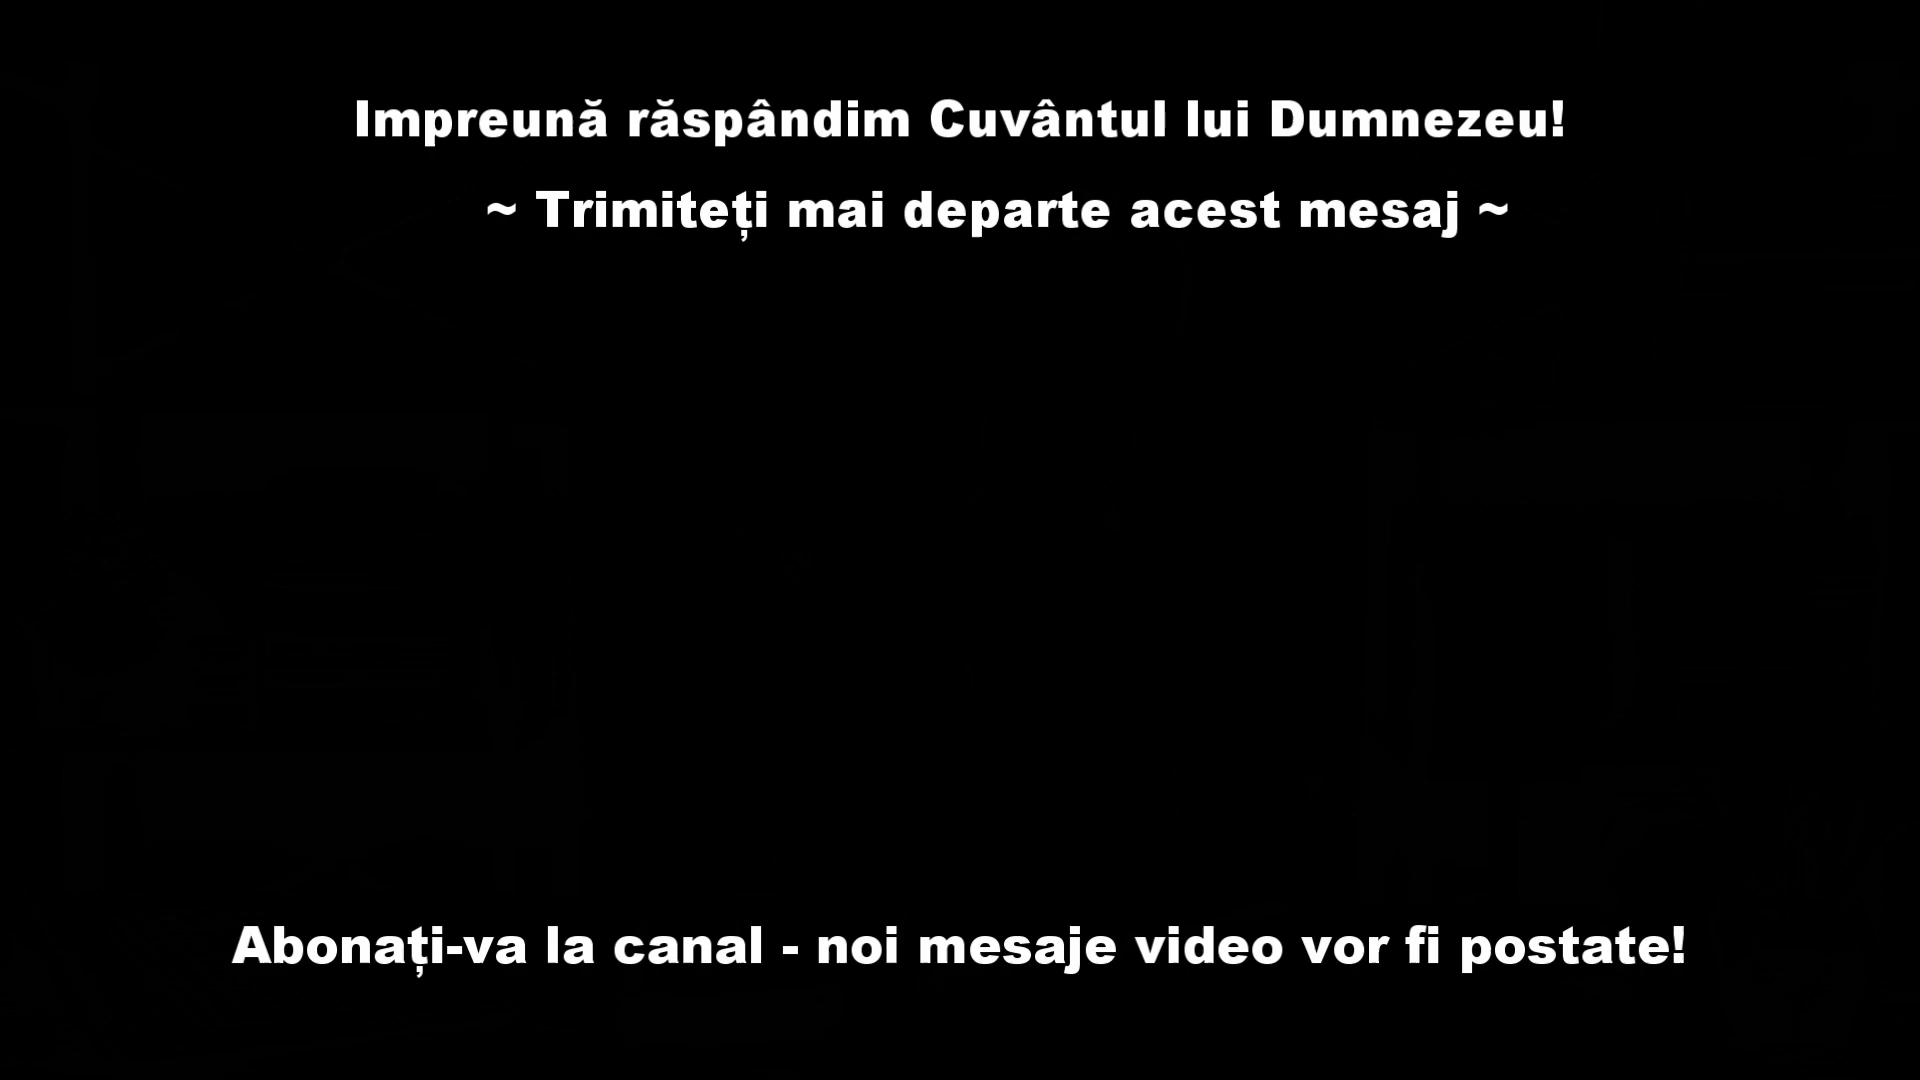 Impreună răspândim Cuvântul lui Dumnezeu!
~ Trimiteți mai departe acest mesaj ~
Abonați-va la canal - noi mesaje video vor fi postate!